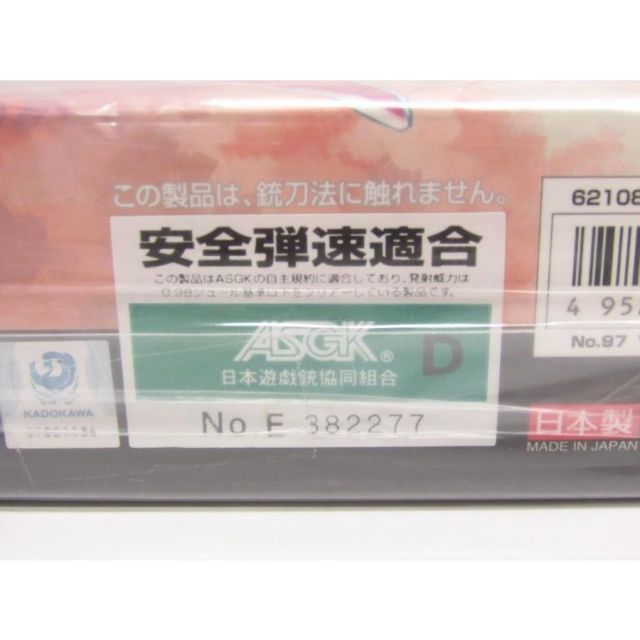 この製品は、銃刀法に触れません。
安全弾速適合
この製品はASGKの自主規約に適合しており、発射威力は
0.98ジュール基準以下をクリアーしている製品です。
ASGK® D
日本遊戯銃協同組合
No.E 382277
KADOKAWA
62108
4 95
No.97
日本製
MADE IN JAPAN